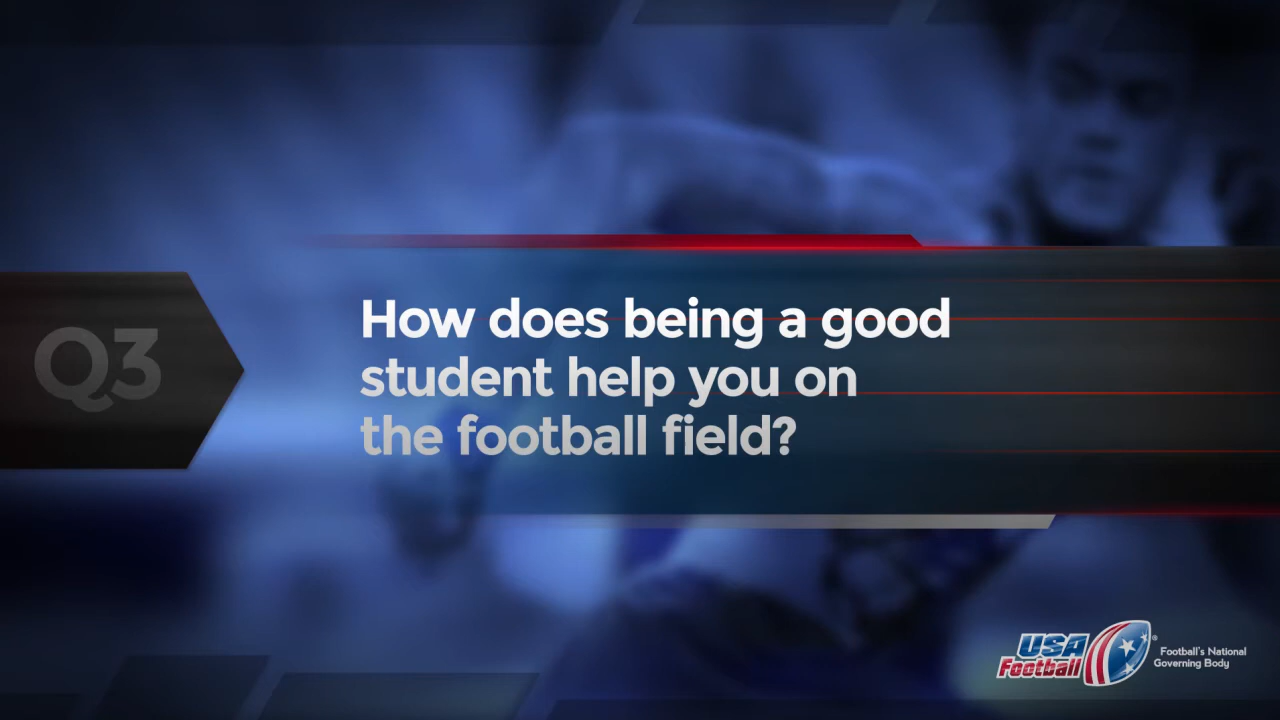 Q3
How does being a good
student help you on
the football field?
USA
Football
®
Football's National
Governing Body